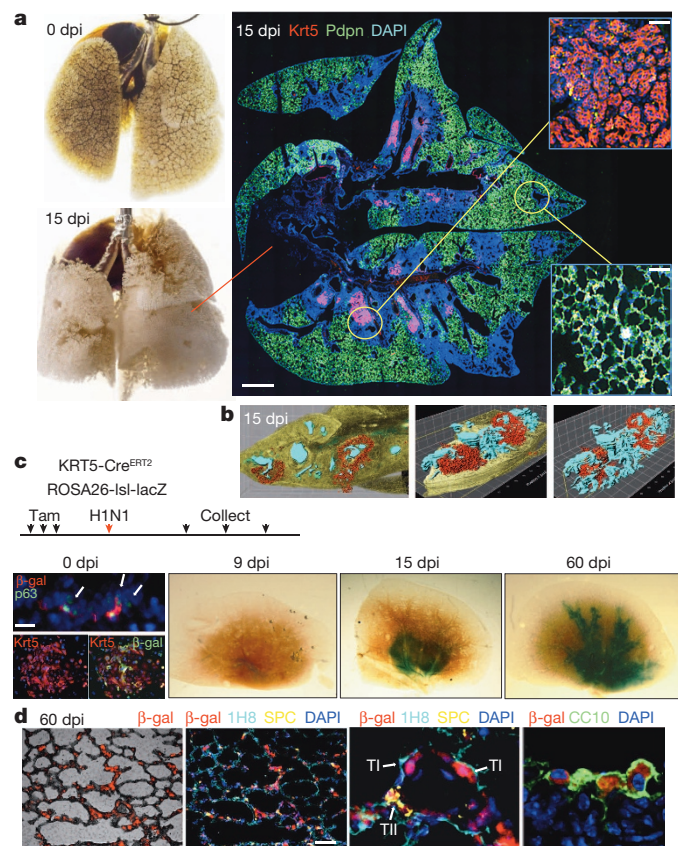 a
0 dpi
15 dpi Krt5 Pdpn DAPI
15 dpi
b
15 dpi
c
KRT5-CreERT2
ROSA26-lsl-lacZ
Tam H1N1 Collect
0 dpi 9 dpi 15 dpi 60 dpi
β-gal
p63
Krt5 Krt5 β-gal
d 60 dpi β-gal β-gal 1H8 SPC DAPI β-gal 1H8 SPC DAPI β-gal CC10 DAPI
TI TI
TII